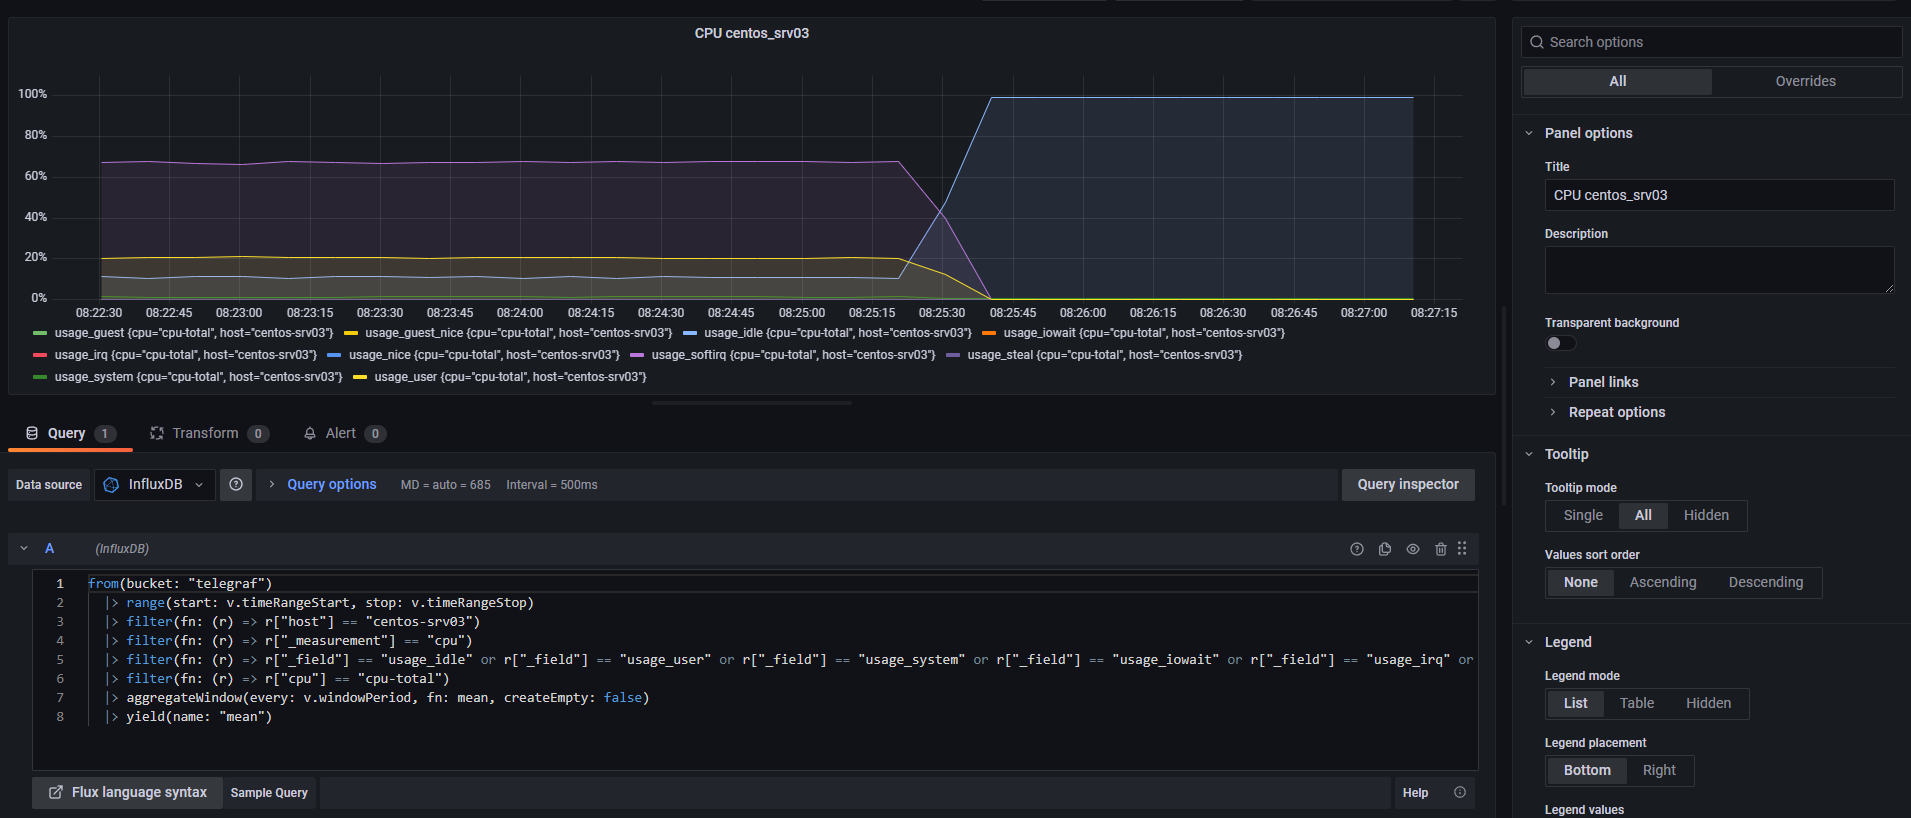 CPU centos_srv03
100%
80%
60%
40%
20%
0%
08:22:30 08:22:45 08:23:00 08:23:15 08:23:30 08:23:45 08:24:00 08:24:15 08:24:30 08:24:45 08:25:00 08:25:15 08:25:30 08:25:45 08:26:00 08:26:15 08:26:30 08:26:45 08:27:00 08:27:15
usage_guest {cpu="cpu-total", host="centos-srv03"} usage_guest_nice {cpu="cpu-total", host="centos-srv03"} usage_idle {cpu="cpu-total", host="centos-srv03"} usage_iowait {cpu="cpu-total", host="centos-srv03"}
usage_irq {cpu="cpu-total", host="centos-srv03"} usage_nice {cpu="cpu-total", host="centos-srv03"} usage_softirq {cpu="cpu-total", host="centos-srv03"} usage_steal {cpu="cpu-total", host="centos-srv03"}
usage_system {cpu="cpu-total", host="centos-srv03"} usage_user {cpu="cpu-total", host="centos-srv03"}
Query 1 Transform 0 Alert 0
Data source InfluxDB Query options MD = auto = 685 Interval = 500ms Query inspector
A (InfluxDB)
1 from(bucket: "telegraf")
2 |> range(start: v.timeRangeStart, stop: v.timeRangeStop)
3 |> filter(fn: (r) => r["host"] == "centos-srv03")
4 |> filter(fn: (r) => r["_measurement"] == "cpu")
5 |> filter(fn: (r) => r["_field"] == "usage_idle" or r["_field"] == "usage_user" or r["_field"] == "usage_system" or r["_field"] == "usage_iowait" or r["_field"] == "usage_irq" or
6 |> filter(fn: (r) => r["cpu"] == "cpu-total")
7 |> aggregateWindow(every: v.windowPeriod, fn: mean, createEmpty: false)
8 |> yield(name: "mean")
Flux language syntax Sample Query Help
Search options
All Overrides
Panel options
Title
CPU centos_srv03
Description
Transparent background
Panel links
Repeat options
Tooltip
Tooltip mode
Single All Hidden
Values sort order
None Ascending Descending
Legend
Legend mode
List Table Hidden
Legend placement
Bottom Right
Legend values